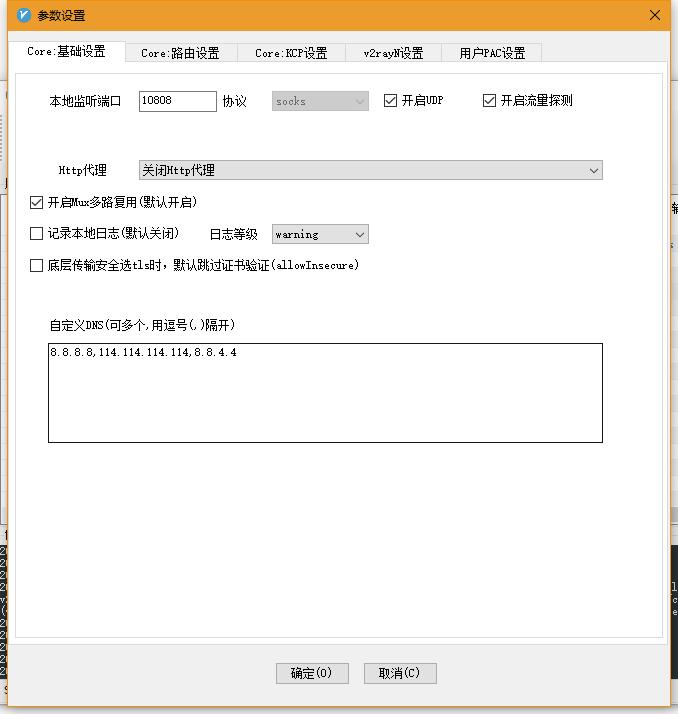 参数设置
Core:基础设置 Core:路由设置 Core:KCP设置 v2rayN设置 用户PAC设置
本地监听端口 10808 协议 socks 开启UDP 开启流量探测
Http代理 关闭Http代理
开启Mux多路复用(默认开启)
记录本地日志(默认关闭) 日志等级 warning
底层传输安全选tls时，默认跳过证书验证(allowInsecure)
自定义DNS(可多个,用逗号(,)隔开)
8.8.8.8,114.114.114.114,8.8.4.4
确定(O) 取消(C)